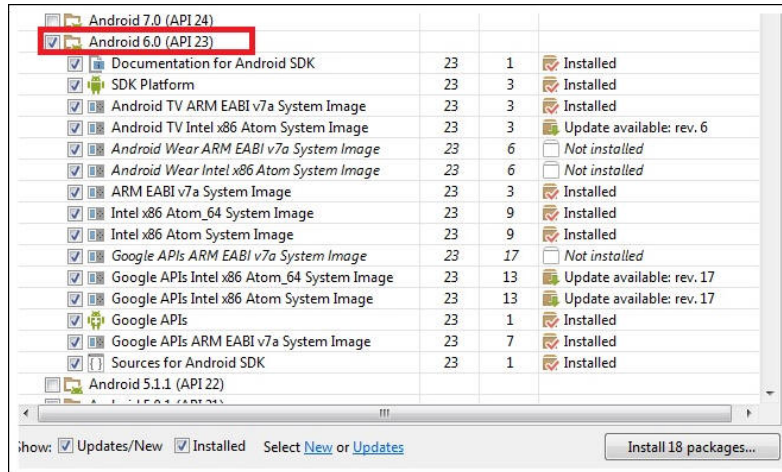 Android 7.0 (API 24)
Android 6.0 (API 23)
Documentation for Android SDK 23 1 Installed
SDK Platform 23 3 Installed
Android TV ARM EABI v7a System Image 23 3 Installed
Android TV Intel x86 Atom System Image 23 3 Update available: rev. 6
Android Wear ARM EABI v7a System Image 23 6 Not installed
Android Wear Intel x86 Atom System Image 23 6 Not installed
ARM EABI v7a System Image 23 3 Installed
Intel x86 Atom_64 System Image 23 9 Installed
Intel x86 Atom System Image 23 9 Installed
Google APIs ARM EABI v7a System Image 23 17 Not installed
Google APIs Intel x86 Atom_64 System Image 23 13 Update available: rev. 17
Google APIs Intel x86 Atom System Image 23 13 Update available: rev. 17
Google APIs 23 1 Installed
Google APIs ARM EABI v7a System Image 23 7 Installed
Sources for Android SDK 23 1 Installed
Android 5.1.1 (API 22)
Show: Updates/New Installed Select New or Updates Install 18 packages...